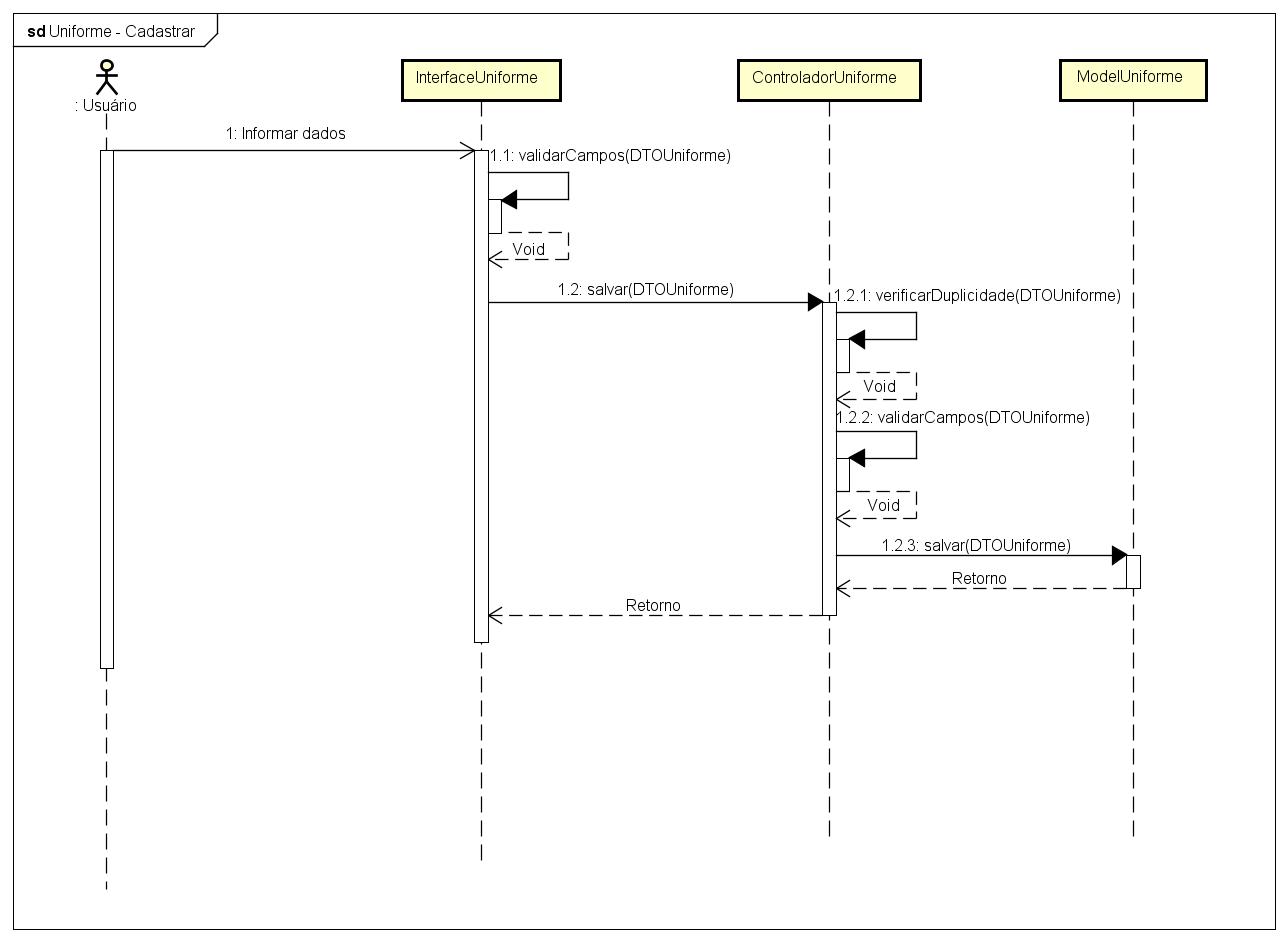 sd Uniforme - Cadastrar
: Usuário
InterfaceUniforme
ControladorUniforme
ModelUniforme
1: Informar dados
1.1: validarCampos(DTOUniforme)
Void
1.2: salvar(DTOUniforme)
1.2.1: verificarDuplicidade(DTOUniforme)
Void
1.2.2: validarCampos(DTOUniforme)
Void
1.2.3: salvar(DTOUniforme)
Retorno
Retorno